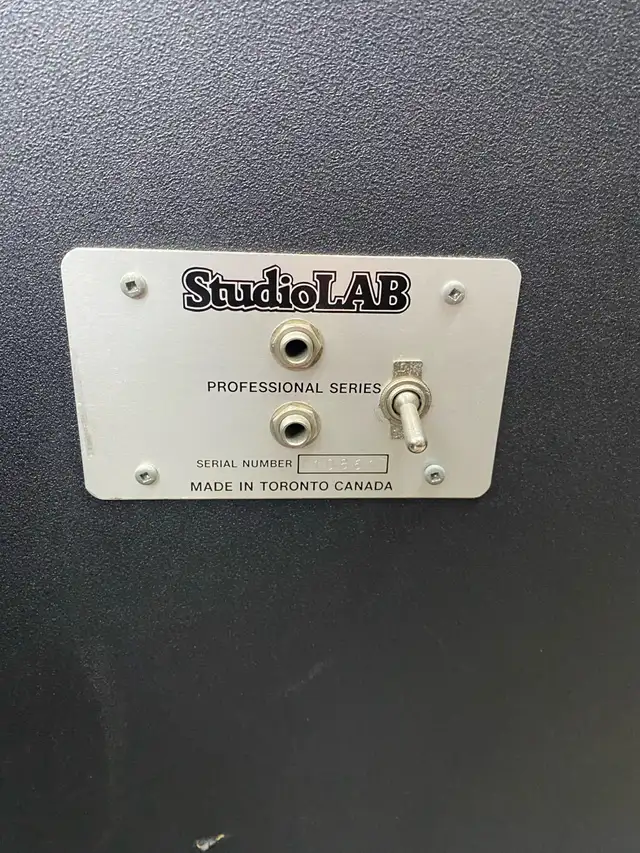 StudioLAB
PROFESSIONAL SERIES
SERIAL NUMBER
MADE IN TORONTO CANADA